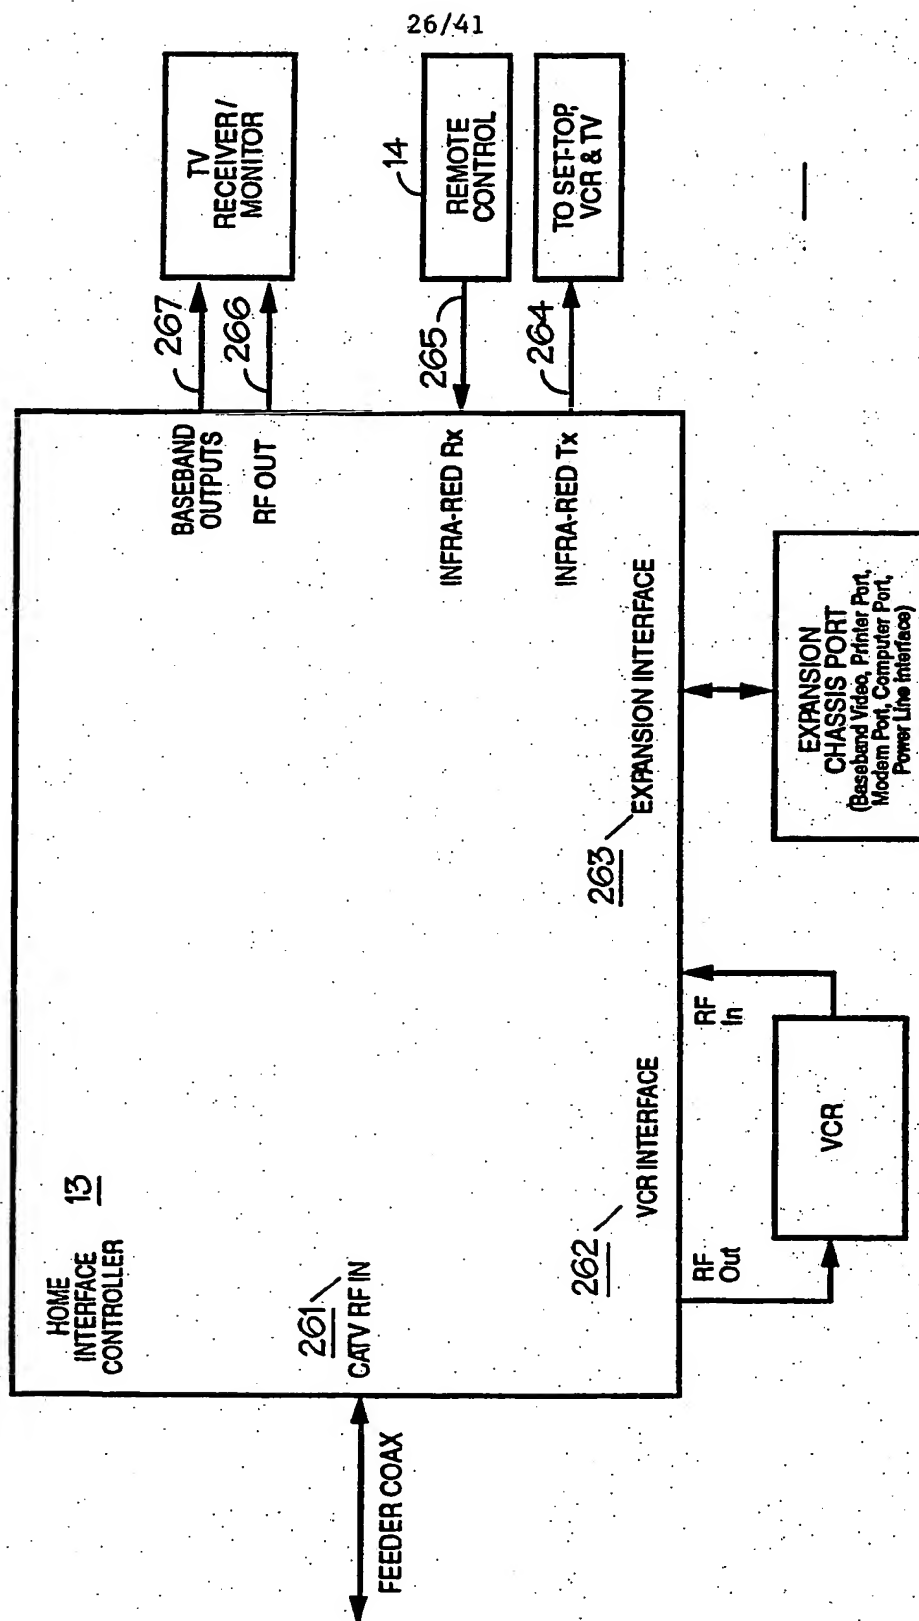 26/41
HOME
INTERFACE
CONTROLLER
13
261
CATV RF IN
FEEDER COAX
262
VCR INTERFACE
RF
Out
RF
In
VCR
263
EXPANSION INTERFACE
EXPANSION
CHASSIS PORT
(Baseband Video, Printer Port,
Modem Port, Computer Port,
Power Line Interface)
BASEBAND
OUTPUTS
RF OUT
INFRA-RED Rx
INFRA-RED Tx
267
266
265
264
TV
RECEIVER/
MONITOR
14
REMOTE
CONTROL
TO SET-TOP,
VCR & TV